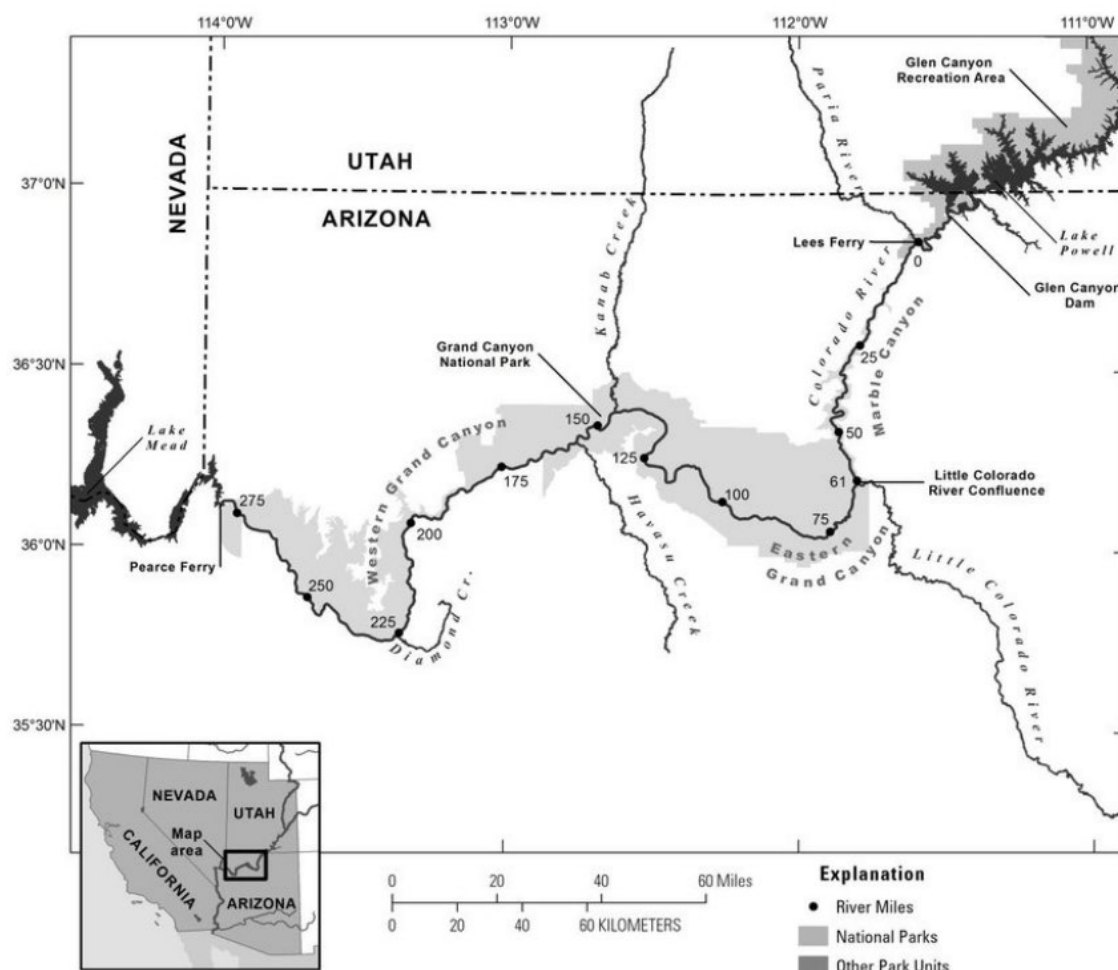 114°0'W
113°0'W
112°0'W
111°0'W
Glen Canyon
Recreation Area
Paria River
NEVADA
UTAH
37°0'N
ARIZONA
Kanab Creek
Lees Ferry
0
Lake
Powell
Glen Canyon
Dam
Colorado River
Marble Canyon
36°30'N
Grand Canyon
National Park
25
Lake
Mead
Western Grand Canyon
150
50
125
175
61
Little Colorado
River Confluence
275
100
200
75
36°0'N
Eastern
Grand Canyon
Havasu Creek
Pearce Ferry
250
225
Diamond Cr.
Little Colorado River
35°30'N
NEVADA
UTAH
Map
area
CALIFORNIA
ARIZONA
0 20 40 60 Miles
0 20 40 60 KILOMETERS
Explanation
River Miles
National Parks
Other Park Units